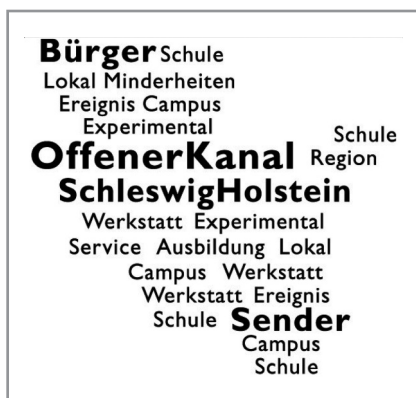 Bürger Schule
Lokal Minderheiten
Ereignis Campus
Experimental
Schule
OffenerKanal Region
SchleswigHolstein
Werkstatt Experimental
Service Ausbildung Lokal
Campus Werkstatt
Werkstatt Ereignis
Schule Sender
Campus
Schule